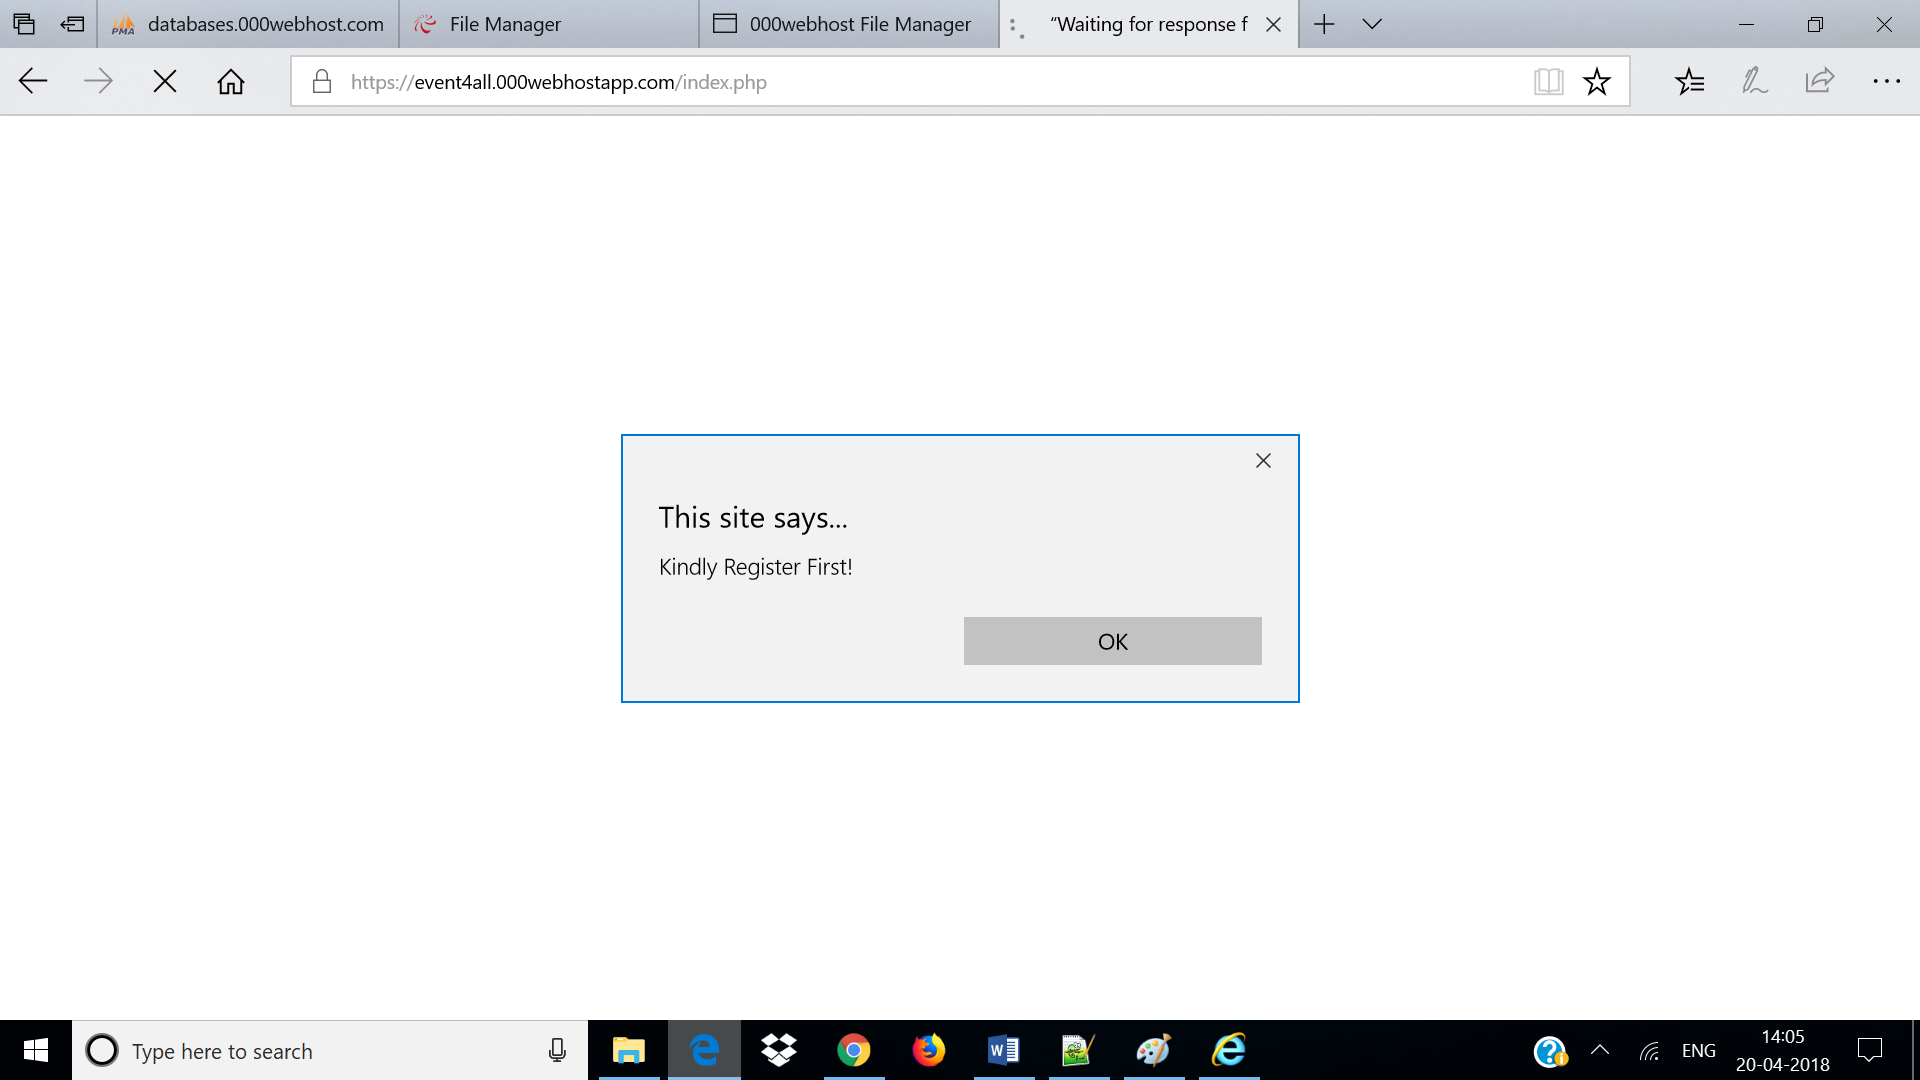 databases.000webhost.com
File Manager
000webhost File Manager
“Waiting for response f
https://event4all.000webhostapp.com/index.php
This site says...
Kindly Register First!
OK
Type here to search
ENG
14:05
20-04-2018